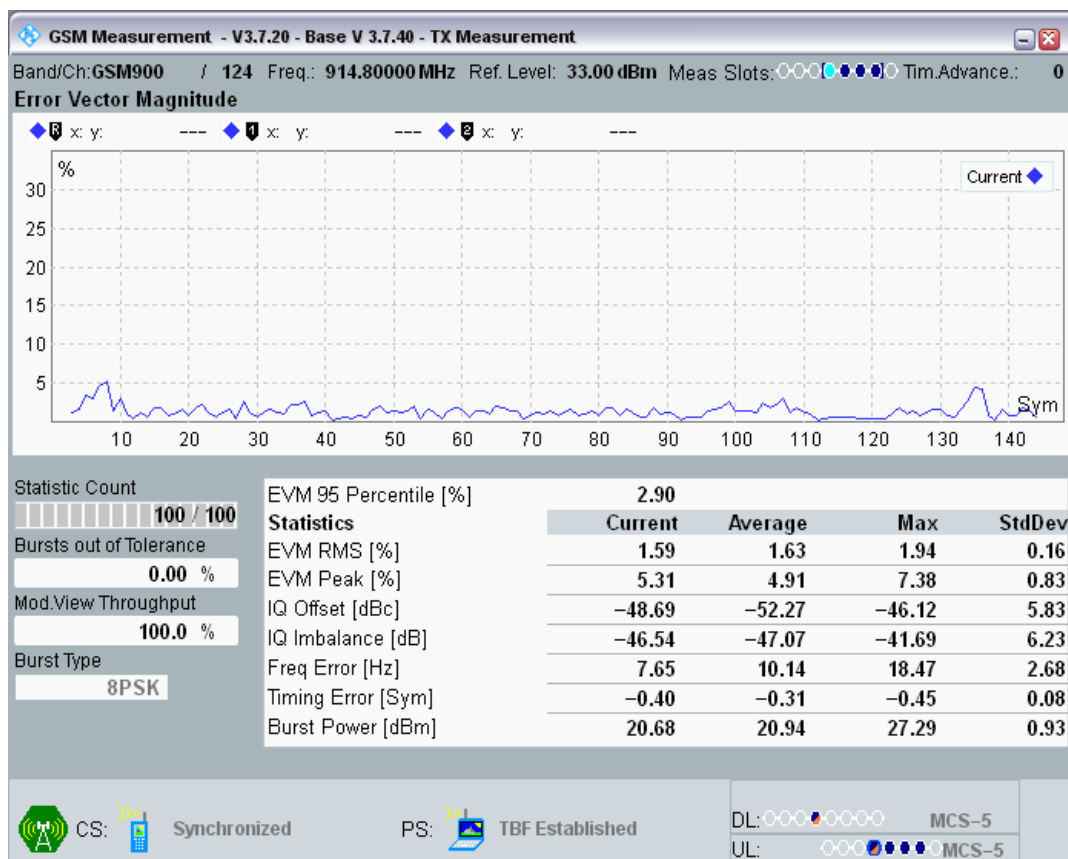 GSM Measurement - V3.7.20 - Base V 3.7.40 - TX Measurement
Band/Ch:GSM900 / 124 Freq.: 914.80000 MHz Ref. Level: 33.00 dBm Meas Slots: Tim.Advance.: 0
Error Vector Magnitude
R x: y: --- 1 x: y: --- 2 x: y: ---
%
Current
30
25
20
15
10
5
Sym
10 20 30 40 50 60 70 80 90 100 110 120 130 140
Statistic Count
100 / 100
Bursts out of Tolerance
0.00 %
Mod.View Throughput
100.0 %
Burst Type
8PSK
EVM 95 Percentile [%] 2.90
Statistics Current Average Max StdDev
EVM RMS [%] 1.59 1.63 1.94 0.16
EVM Peak [%] 5.31 4.91 7.38 0.83
IQ Offset [dBc] −48.69 −52.27 −46.12 5.83
IQ Imbalance [dB] −46.54 −47.07 −41.69 6.23
Freq Error [Hz] 7.65 10.14 18.47 2.68
Timing Error [Sym] −0.40 −0.31 −0.45 0.08
Burst Power [dBm] 20.68 20.94 27.29 0.93
CS: Synchronized PS: TBF Established
DL: MCS−5
UL: MCS−5